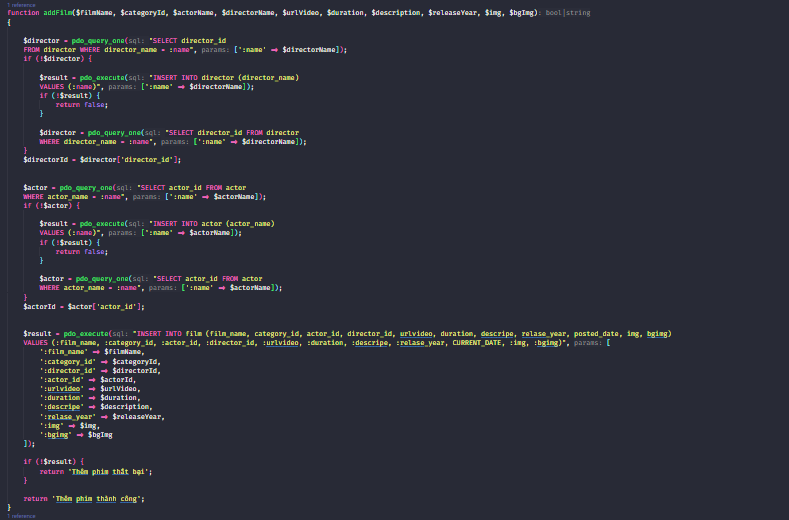 1 reference
function addFilm($filmName, $categoryId, $actorName, $directorName, $urlVideo, $duration, $description, $releaseYear, $img, $bgImg): bool|string
{
$director = pdo_query_one(sql: "SELECT director_id
FROM director WHERE director_name = :name", params: [':name' => $directorName]);
if (!$director) {
$result = pdo_execute(sql: "INSERT INTO director (director_name)
VALUES (:name)", params: [':name' => $directorName]);
if (!$result) {
return false;
}
$director = pdo_query_one(sql: "SELECT director_id FROM director
WHERE director_name = :name", params: [':name' => $directorName]);
}
$directorId = $director['director_id'];
$actor = pdo_query_one(sql: "SELECT actor_id FROM actor
WHERE actor_name = :name", params: [':name' => $actorName]);
if (!$actor) {
$result = pdo_execute(sql: "INSERT INTO actor (actor_name)
VALUES (:name)", params: [':name' => $actorName]);
if (!$result) {
return false;
}
$actor = pdo_query_one(sql: "SELECT actor_id FROM actor
WHERE actor_name = :name", params: [':name' => $actorName]);
}
$actorId = $actor['actor_id'];
$result = pdo_execute(sql: "INSERT INTO film (film_name, category_id, actor_id, director_id, urlvideo, duration, descripe, relase_year, posted_date, img, bgimg)
VALUES (:film_name, :category_id, :actor_id, :director_id, :urlvideo, :duration, :descripe, :relase_year, CURRENT_DATE, :img, :bgimg)", params: [
':film_name' => $filmName,
':category_id' => $categoryId,
':director_id' => $directorId,
':actor_id' => $actorId,
':urlvideo' => $urlVideo,
':duration' => $duration,
':descripe' => $description,
':relase_year' => $releaseYear,
':img' => $img,
':bgimg' => $bgImg
]);
if (!$result) {
return 'Thêm phim thất bại';
}
return 'Thêm phim thành công';
}
1 reference